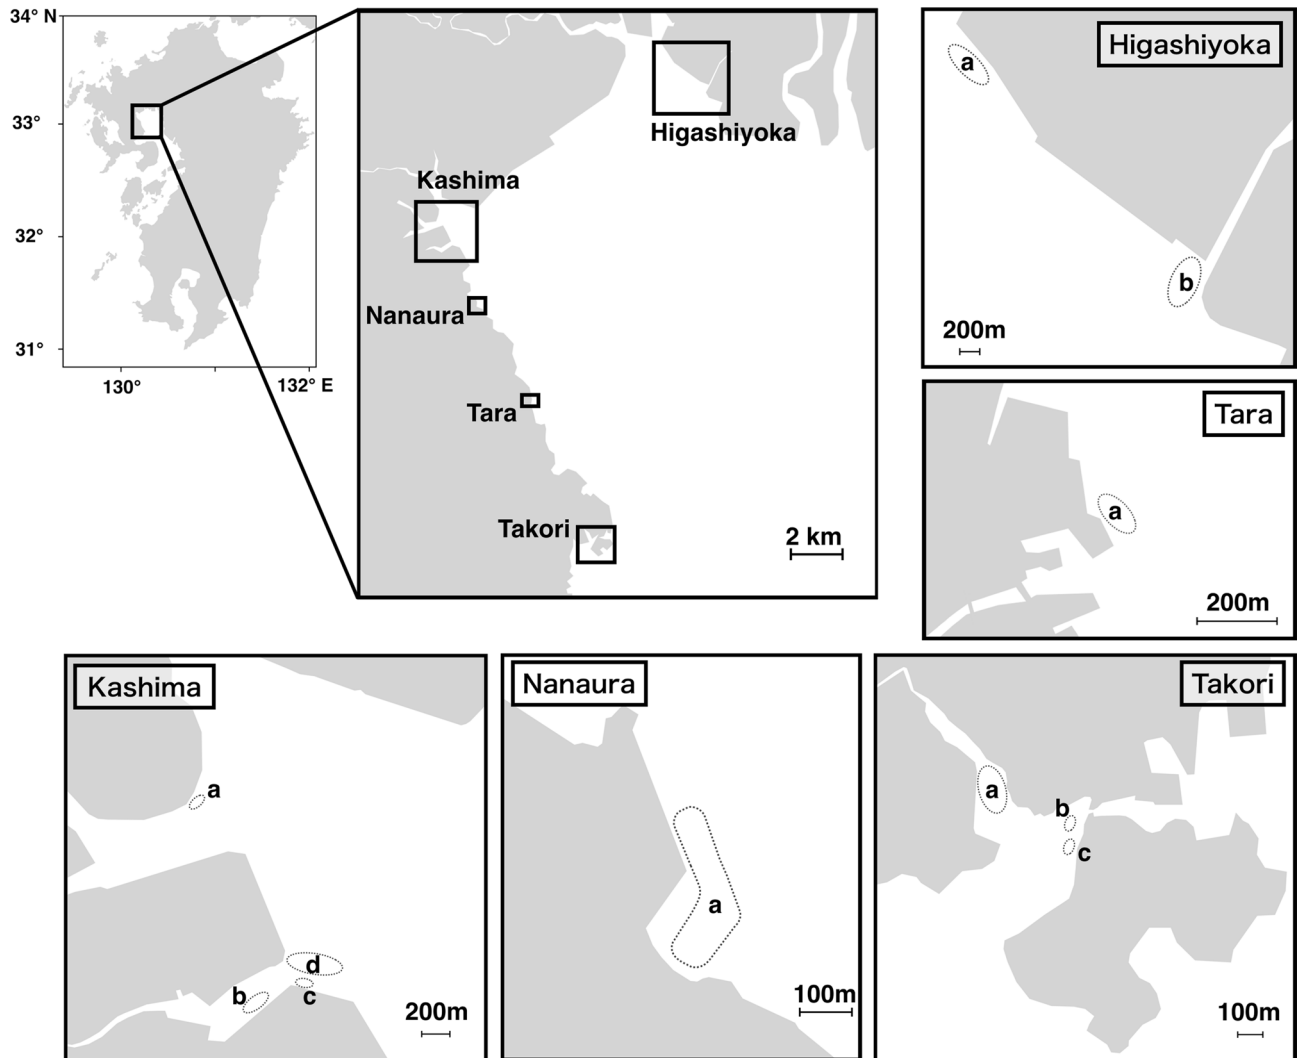 34° N
33°
32°
31°
130°
132° E
Higashiyoka
Kashima
Nanaura
Tara
Takori
2 km
Higashiyoka
a
b
200m
Tara
a
200m
Kashima
a
b
c
d
200m
Nanaura
a
100m
Takori
a
b
c
100m